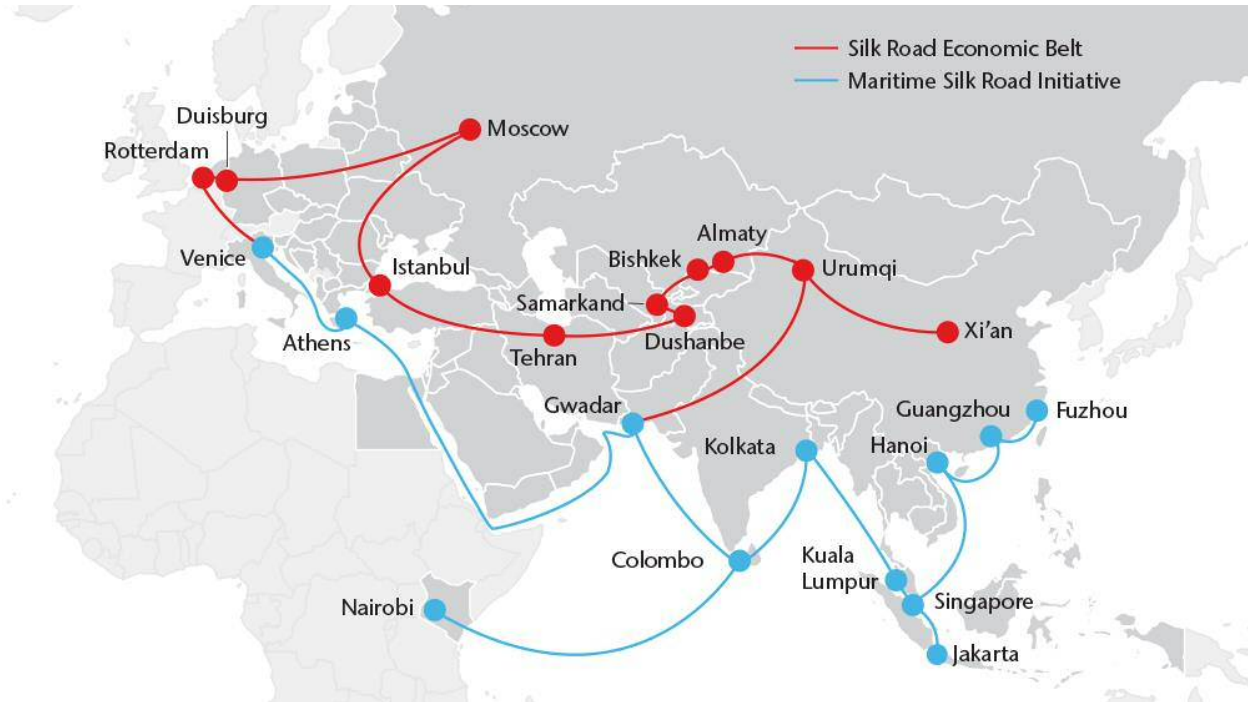 Silk Road Economic Belt
Maritime Silk Road Initiative
Duisburg
Moscow
Rotterdam
Almaty
Venice
Istanbul
Bishkek
Urumqi
Samarkand
Athens
Tehran
Dushanbe
Xi’an
Gwadar
Guangzhou
Fuzhou
Kolkata
Hanoi
Colombo
Kuala
Lumpur
Nairobi
Singapore
Jakarta